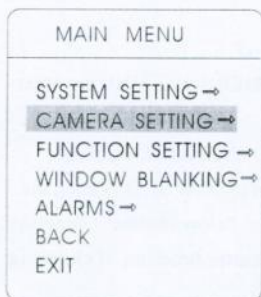 MAIN MENU
SYSTEM SETTING→
CAMERA SETTING→
FUNCTION SETTING→
WINDOW BLANKING→
ALARMS→
BACK
EXIT